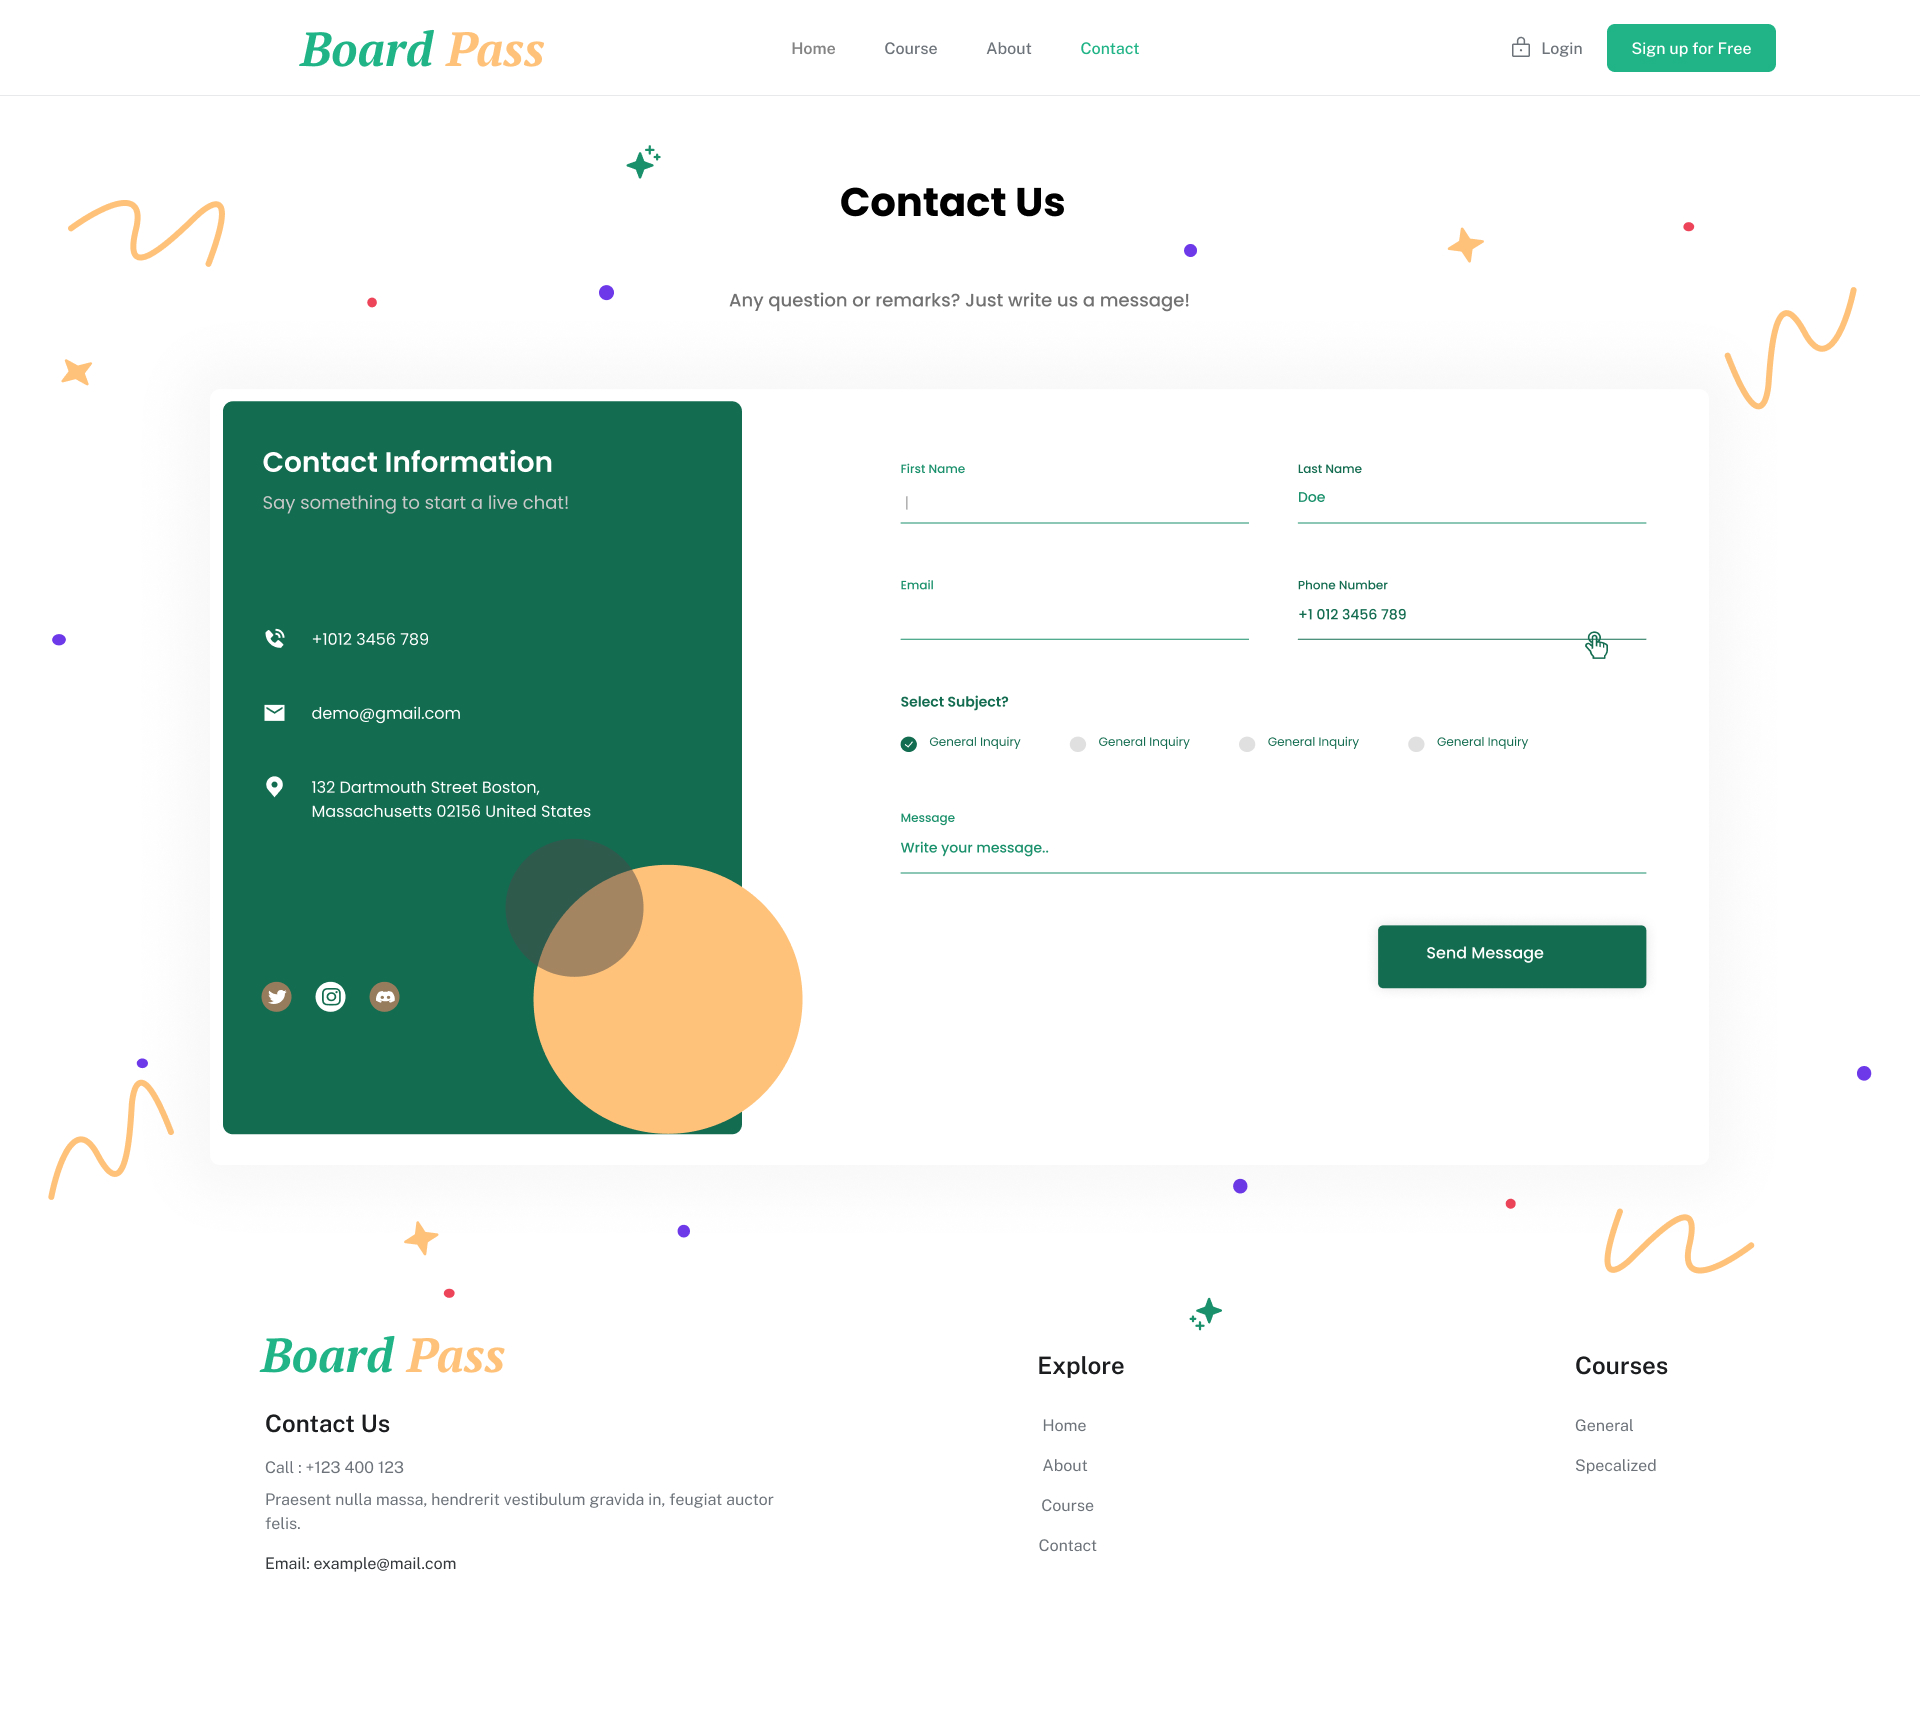 Board Pass
Home
Course
About
Contact
Login
Sign up for Free
Contact Us
Any question or remarks? Just write us a message!
Contact Information
Say something to start a live chat!
+1012 3456 789
demo@gmail.com
132 Dartmouth Street Boston,
Massachusetts 02156 United States
First Name
Last Name
Doe
Email
Phone Number
+1 012 3456 789
Select Subject?
General Inquiry
General Inquiry
General Inquiry
General Inquiry
Message
Write your message..
Send Message
Board Pass
Contact Us
Call : +123 400 123
Praesent nulla massa, hendrerit vestibulum gravida in, feugiat auctor
felis.
Email: example@mail.com
Explore
Home
About
Course
Contact
Courses
General
Specalized